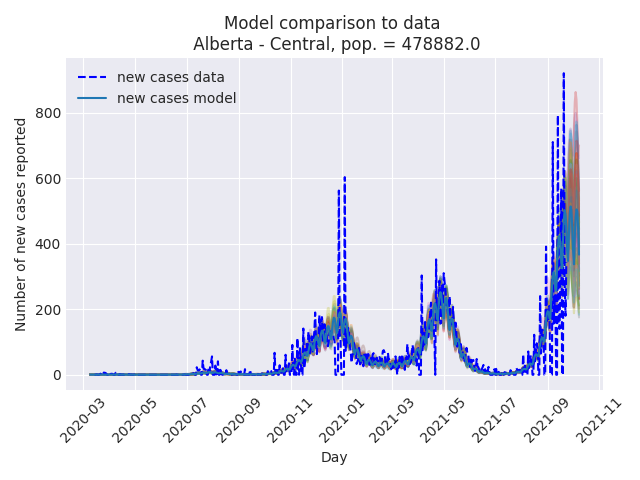 Model comparison to data
Alberta - Central, pop. = 478882.0
new cases data
new cases model
Number of new cases reported
800
600
400
200
0
2020-03
2020-05
2020-07
2020-09
2020-11
2021-01
2021-03
2021-05
2021-07
2021-09
2021-11
Day